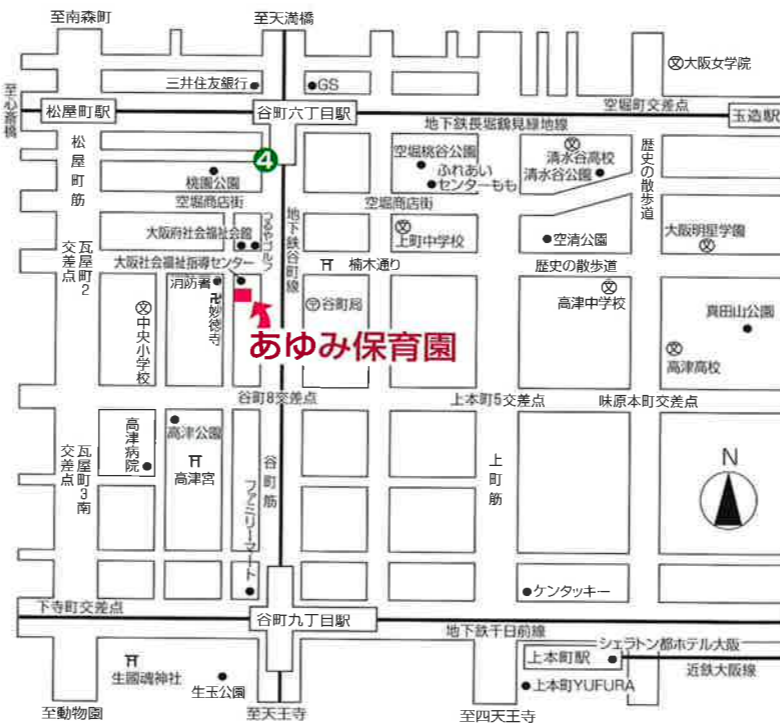 至南森町
至天満橋
大阪女学院
三井住友銀行
GS
至心斎橋
松屋町駅
谷町六丁目駅
空堀町交差点
玉造駅
地下鉄長堀鶴見緑地線
松屋町筋
4
桃園公園
空堀桃谷公園
ふれあい
センターもも
清水谷高校
清水谷公園
歴史の散歩道
空堀商店街
空堀商店街
つるやゴルフ
地下鉄谷町線
大阪府社会福祉会館
上町中学校
空清公園
大阪明星学園
瓦屋町2
交差点
大阪社会福祉指導センター
楠木通り
歴史の散歩道
消防署
妙徳寺
中央小学校
谷町局
高津中学校
真田山公園
あゆみ保育園
高津高校
谷町8交差点
上本町5交差点
味原本町交差点
高津病院
高津公園
高津宮
瓦屋町3南
交差点
谷町筋
上町筋
N
ファミリーマート
ケンタッキー
下寺町交差点
谷町九丁目駅
地下鉄千日前線
シェラトン都ホテル大阪
上本町駅
近鉄大阪線
生國魂神社
生玉公園
上本町YUFURA
至動物園
至天王寺
至四天王寺